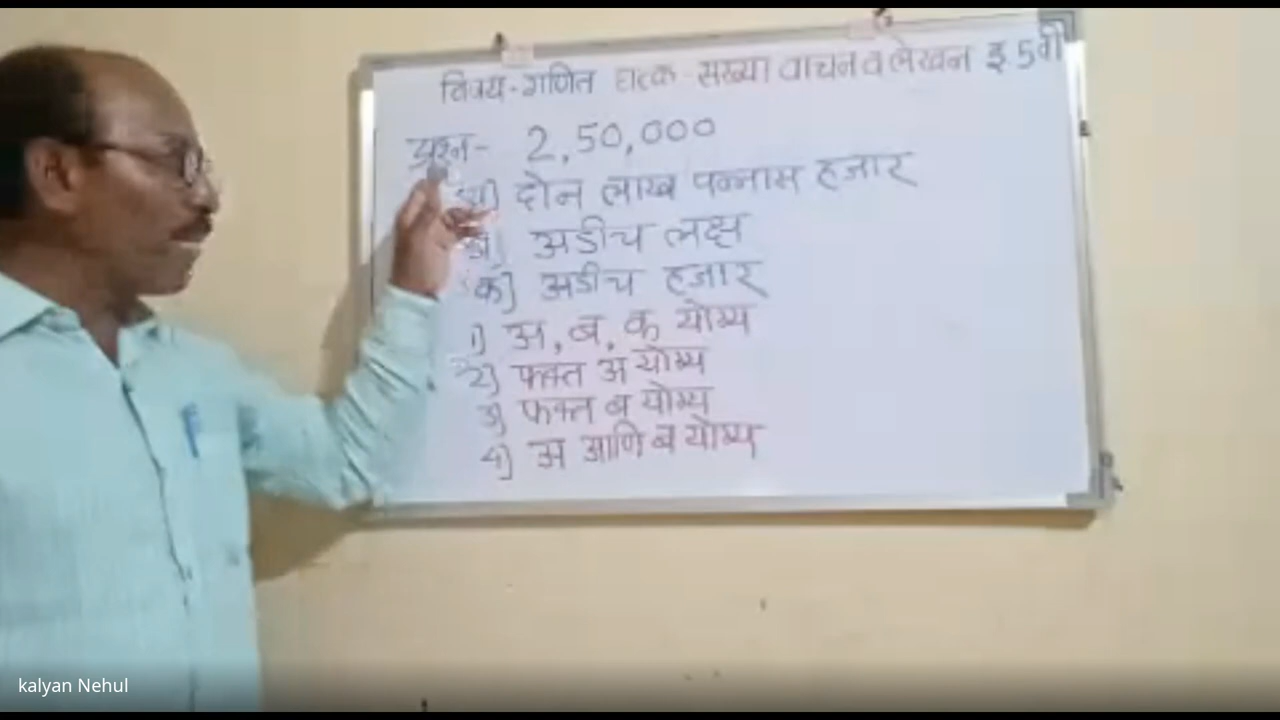 विषय-गणित घटक-संख्या वाचन व लेखन इ.5वी
प्रश्न- 2,50,000
अ) दोन लाख पन्नास हजार
ब) अडीच लक्ष
क) अडीच हजार
1) अ,ब,क योग्य
2) फक्त अ योग्य
3) फक्त ब योग्य
4) अ आणि ब योग्य
kalyan Nehul